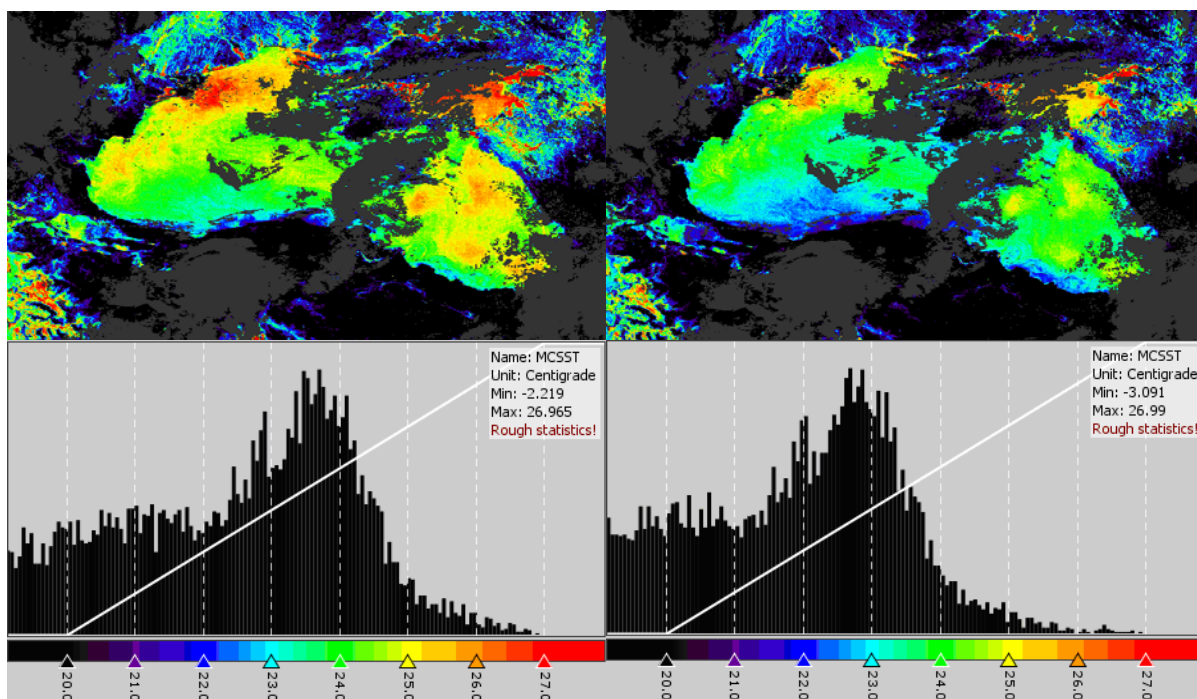 Name: MCSST
Unit: Centigrade
Min: -2.219
Max: 26.965
Rough statistics!
20.0
21.0
22.0
23.0
24.0
25.0
26.0
27.0
Name: MCSST
Unit: Centigrade
Min: -3.091
Max: 26.99
Rough statistics!
20.0
21.0
22.0
23.0
24.0
25.0
26.0
27.0